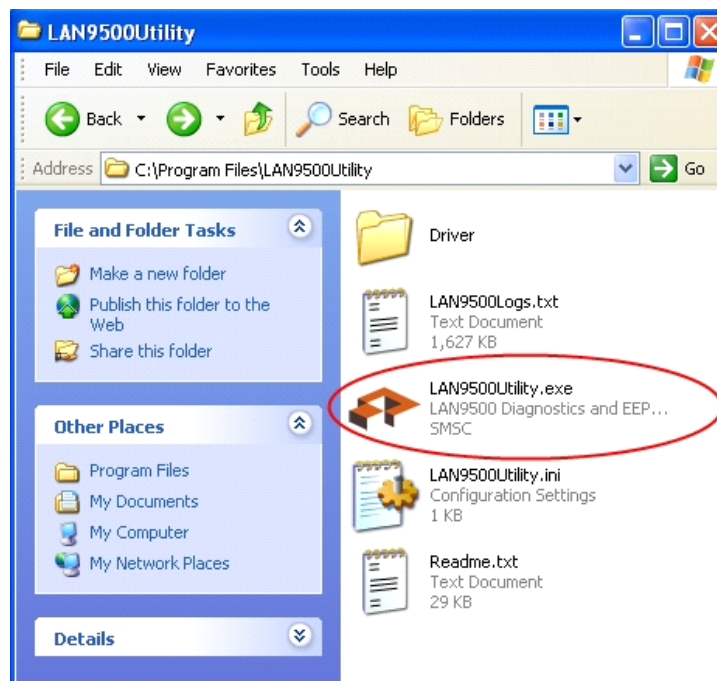 LAN9500Utility
File Edit View Favorites Tools Help
Back Search Folders
Address C:\Program Files\LAN9500Utility Go
File and Folder Tasks
Make a new folder
Publish this folder to the
Web
Share this folder
Other Places
Program Files
My Documents
My Computer
My Network Places
Details
Driver
LAN9500Logs.txt
Text Document
1,627 KB
LAN9500Utility.exe
LAN9500 Diagnostics and EEP...
SMSC
LAN9500Utility.ini
Configuration Settings
1 KB
Readme.txt
Text Document
29 KB